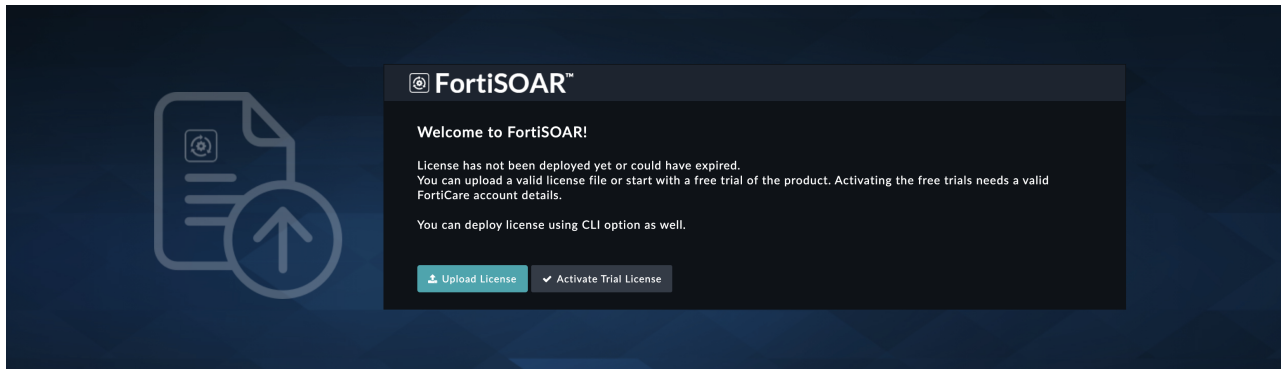 FortiSOAR™
Welcome to FortiSOAR!
License has not been deployed yet or could have expired.
You can upload a valid license file or start with a free trial of the product. Activating the free trials needs a valid
FortiCare account details.
You can deploy license using CLI option as well.
Upload License
Activate Trial License